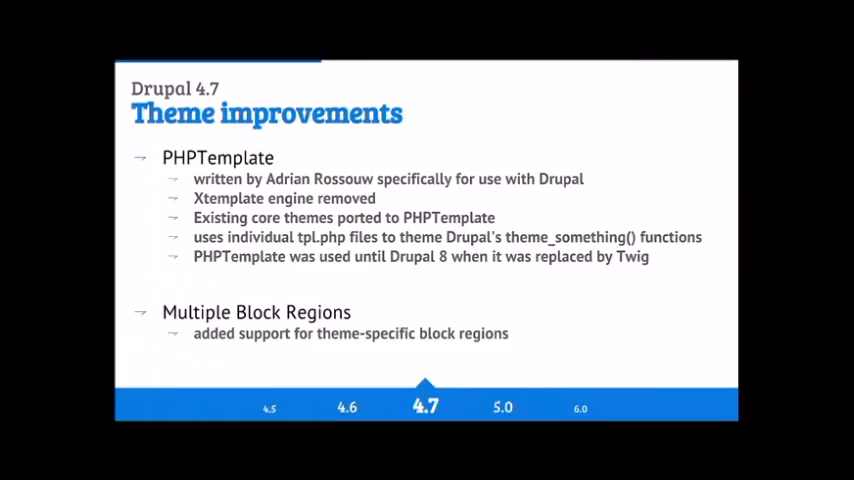 Drupal 4.7
Theme improvements
→ PHPTemplate
→ written by Adrian Rossouw specifically for use with Drupal
→ Xtemplate engine removed
→ Existing core themes ported to PHPTemplate
→ uses individual tpl.php files to theme Drupal's theme_something() functions
→ PHPTemplate was used until Drupal 8 when it was replaced by Twig
→ Multiple Block Regions
→ added support for theme-specific block regions
4.5 4.6 4.7 5.0 6.0